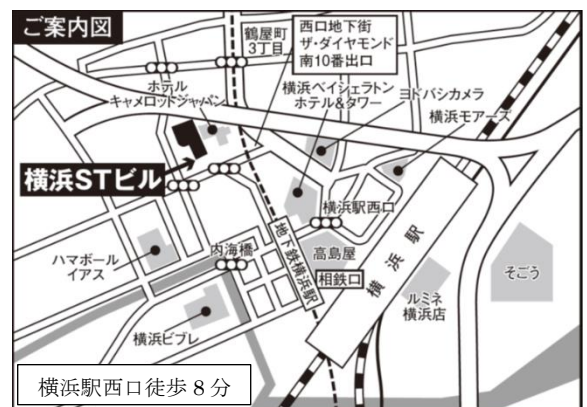 ご案内図
鶴屋町
3丁目
西口地下街
ザ・ダイヤモンド
南10番出口
ホテル
キャメロットジャパン
横浜ベイシェラトン
ホテル&タワー
ヨドバシカメラ
横浜モアーズ
横浜STビル
横浜駅西口
地下鉄横浜駅
横浜駅
ハマボール
イアス
内海橋
高島屋
相鉄口
そごう
ルミネ
横浜店
横浜ビブレ
横浜駅西口徒歩 8 分